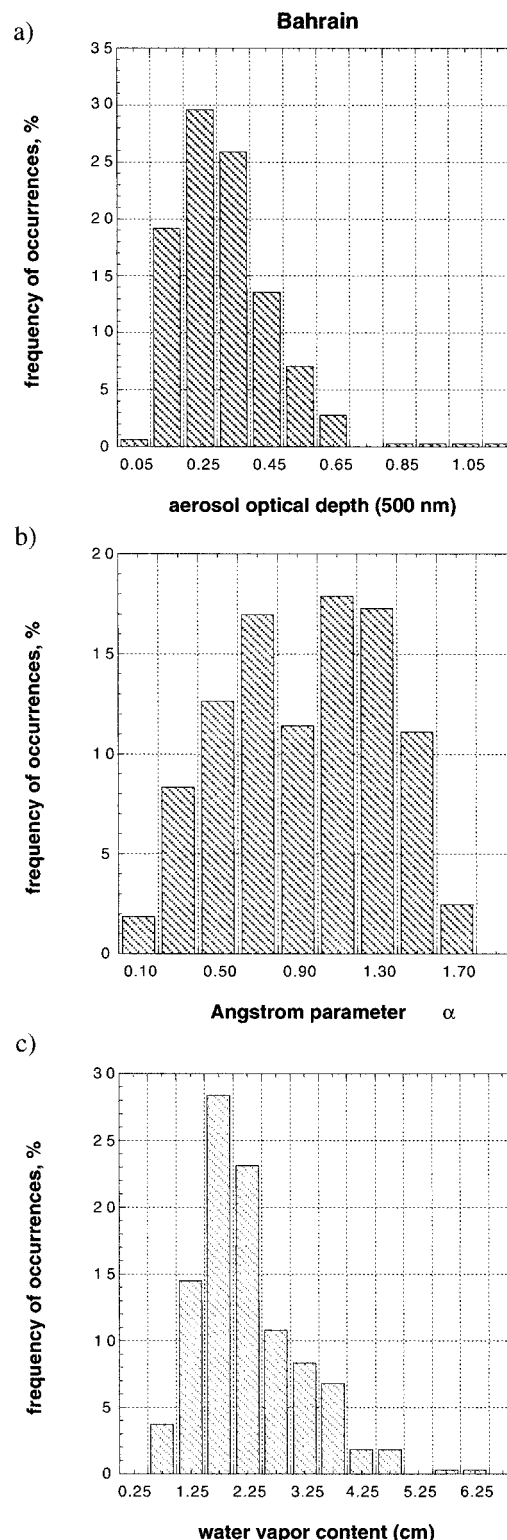 Bahrain
a)
frequency of occurrences, %
35
30
25
20
15
10
5
0
0.05 0.25 0.45 0.65 0.85 1.05
aerosol optical depth (500 nm)
b)
frequency of occurrences, %
20
15
10
5
0
0.10 0.50 0.90 1.30 1.70
Angstrom parameter α
c)
frequency of occurrences, %
30
25
20
15
10
5
0
0.25 1.25 2.25 3.25 4.25 5.25 6.25
water vapor content (cm)